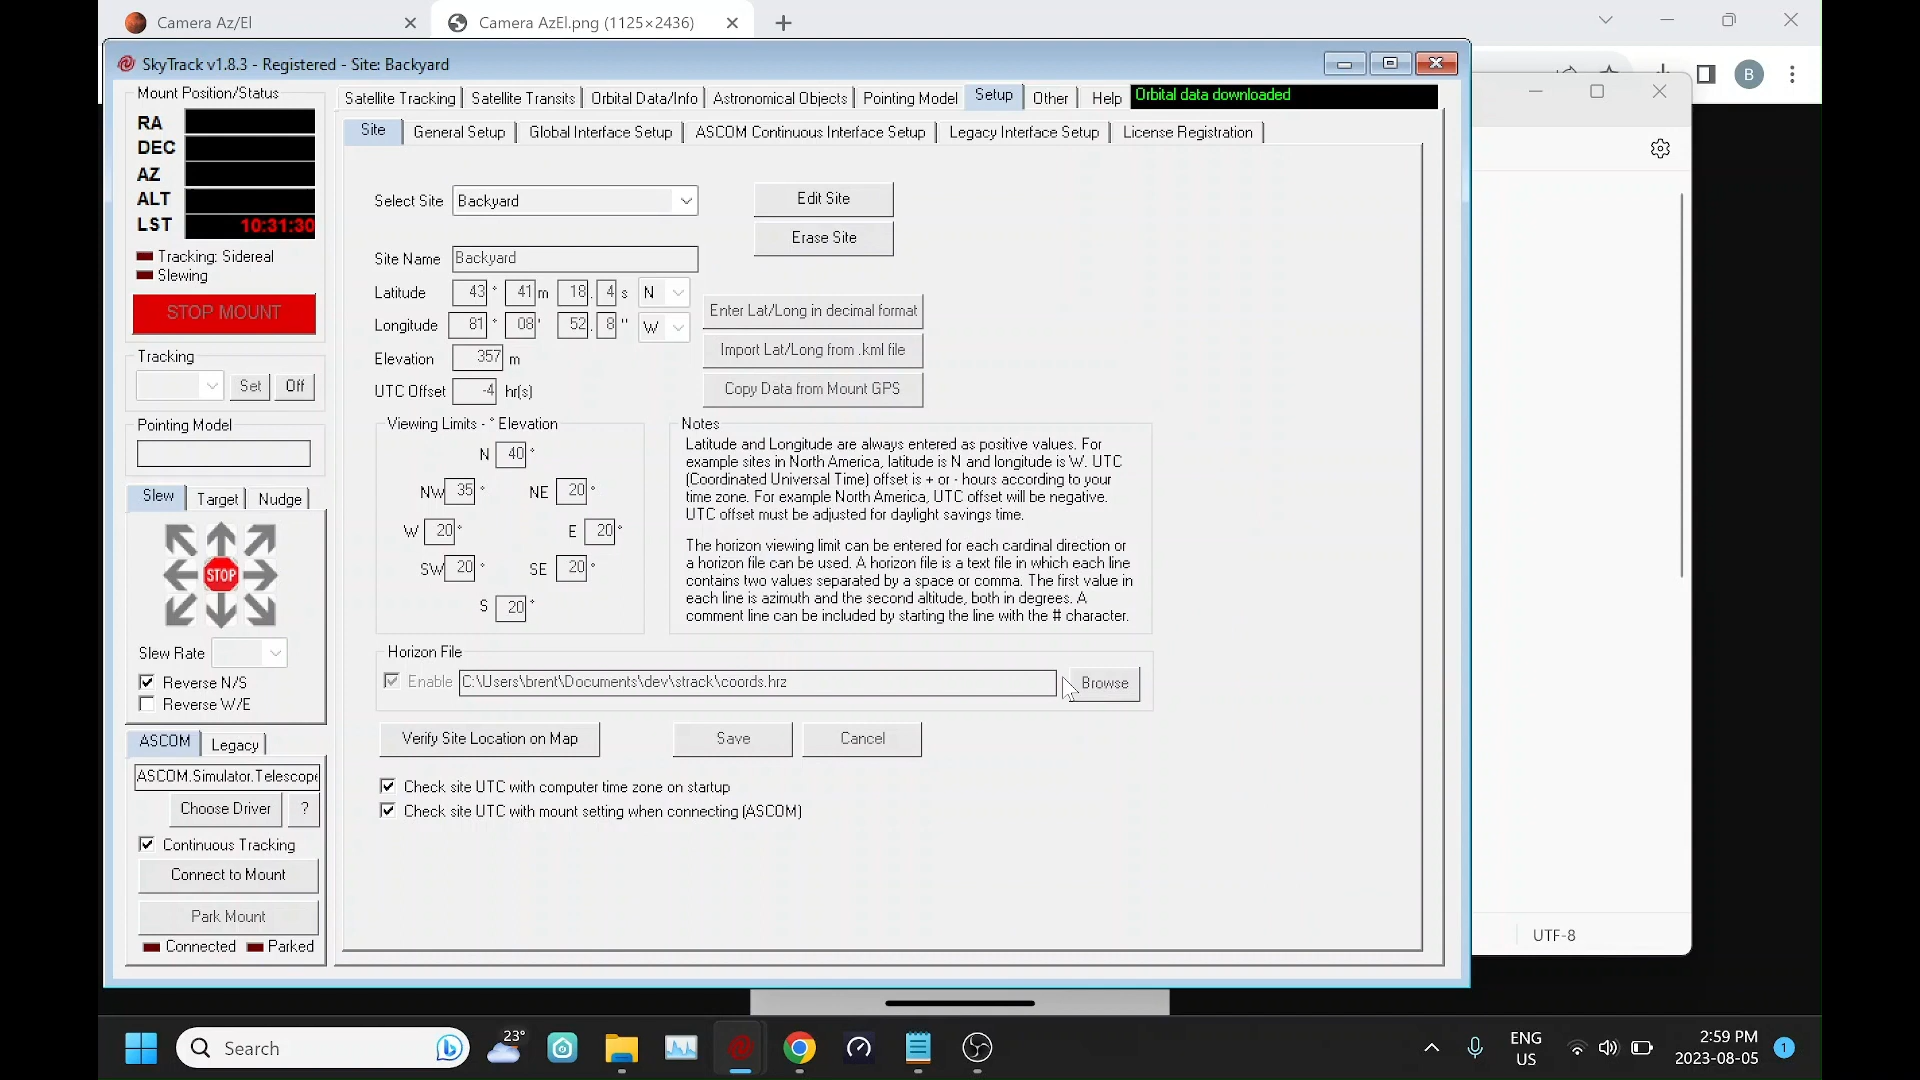 Camera Az/El
Camera AzEl.png (1125×2436)
SkyTrack v1.8.3 - Registered - Site: Backyard
B
Mount Position/Status
RA
DEC
AZ
ALT
LST 10:31:30
Tracking: Sidereal
Slewing
STOP MOUNT
Tracking
Set Off
Pointing Model
Slew Target Nudge
STOP
Slew Rate
Reverse N/S
Reverse W/E
ASCOM Legacy
ASCOM.Simulator.Telescope
Choose Driver ?
Continuous Tracking
Connect to Mount
Park Mount
Connected Parked
Satellite Tracking Satellite Transits Orbital Data/Info Astronomical Objects Pointing Model Setup Other Help Orbital data downloaded
Site General Setup Global Interface Setup ASCOM Continuous Interface Setup Legacy Interface Setup License Registration
Select Site Backyard
Edit Site
Erase Site
Site Name Backyard
Latitude 43 ° 41 m 18 . 4 s N
Longitude 81 ° 08 ' 52 . 8 " W
Elevation 357 m
UTC Offset -4 hr(s)
Enter Lat/Long in decimal format
Import Lat/Long from .kml file
Copy Data from Mount GPS
Viewing Limits - ° Elevation
N 40 °
NW 35 ° NE 20 °
W 20 ° E 20 °
SW 20 ° SE 20 °
S 20 °
Notes
Latitude and Longitude are always entered as positive values. For
example sites in North America, latitude is N and longitude is W. UTC
(Coordinated Universal Time) offset is + or - hours according to your
time zone. For example North America, UTC offset will be negative.
UTC offset must be adjusted for daylight savings time.
The horizon viewing limit can be entered for each cardinal direction or
a horizon file can be used. A horizon file is a text file in which each line
contains two values separated by a space or comma. The first value in
each line is azimuth and the second altitude, both in degrees. A
comment line can be included by starting the line with the # character.
Horizon File
Enable C:\Users\brent\Documents\dev\strack\coords.hrz Browse
Verify Site Location on Map Save Cancel
Check site UTC with computer time zone on startup
Check site UTC with mount setting when connecting (ASCOM)
UTF-8
Search
23°
ENG
US
2:59 PM
2023-08-05
1